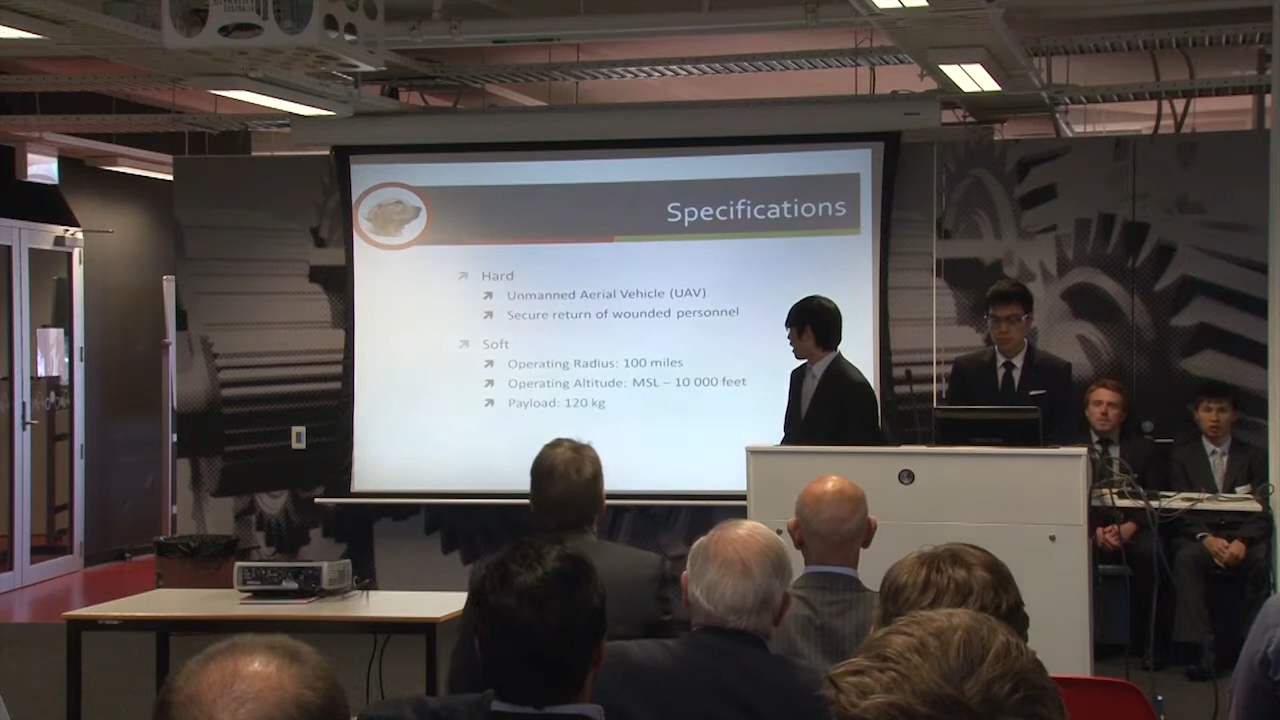 Specifications
Hard
Unmanned Aerial Vehicle (UAV)
Secure return of wounded personnel
Soft
Operating Radius: 100 miles
Operating Altitude: MSL – 10 000 feet
Payload: 120 kg